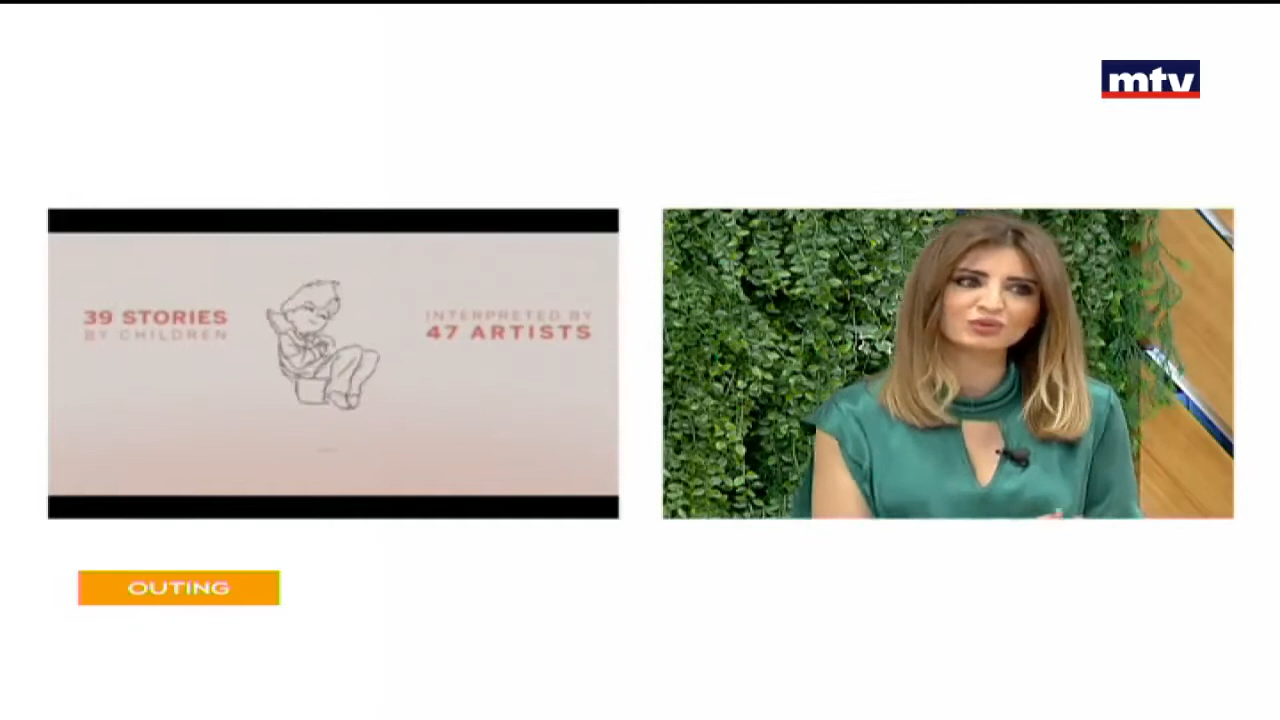 mtv
39 STORIES
BY CHILDREN
INTERPRETED BY
47 ARTISTS
OUTING